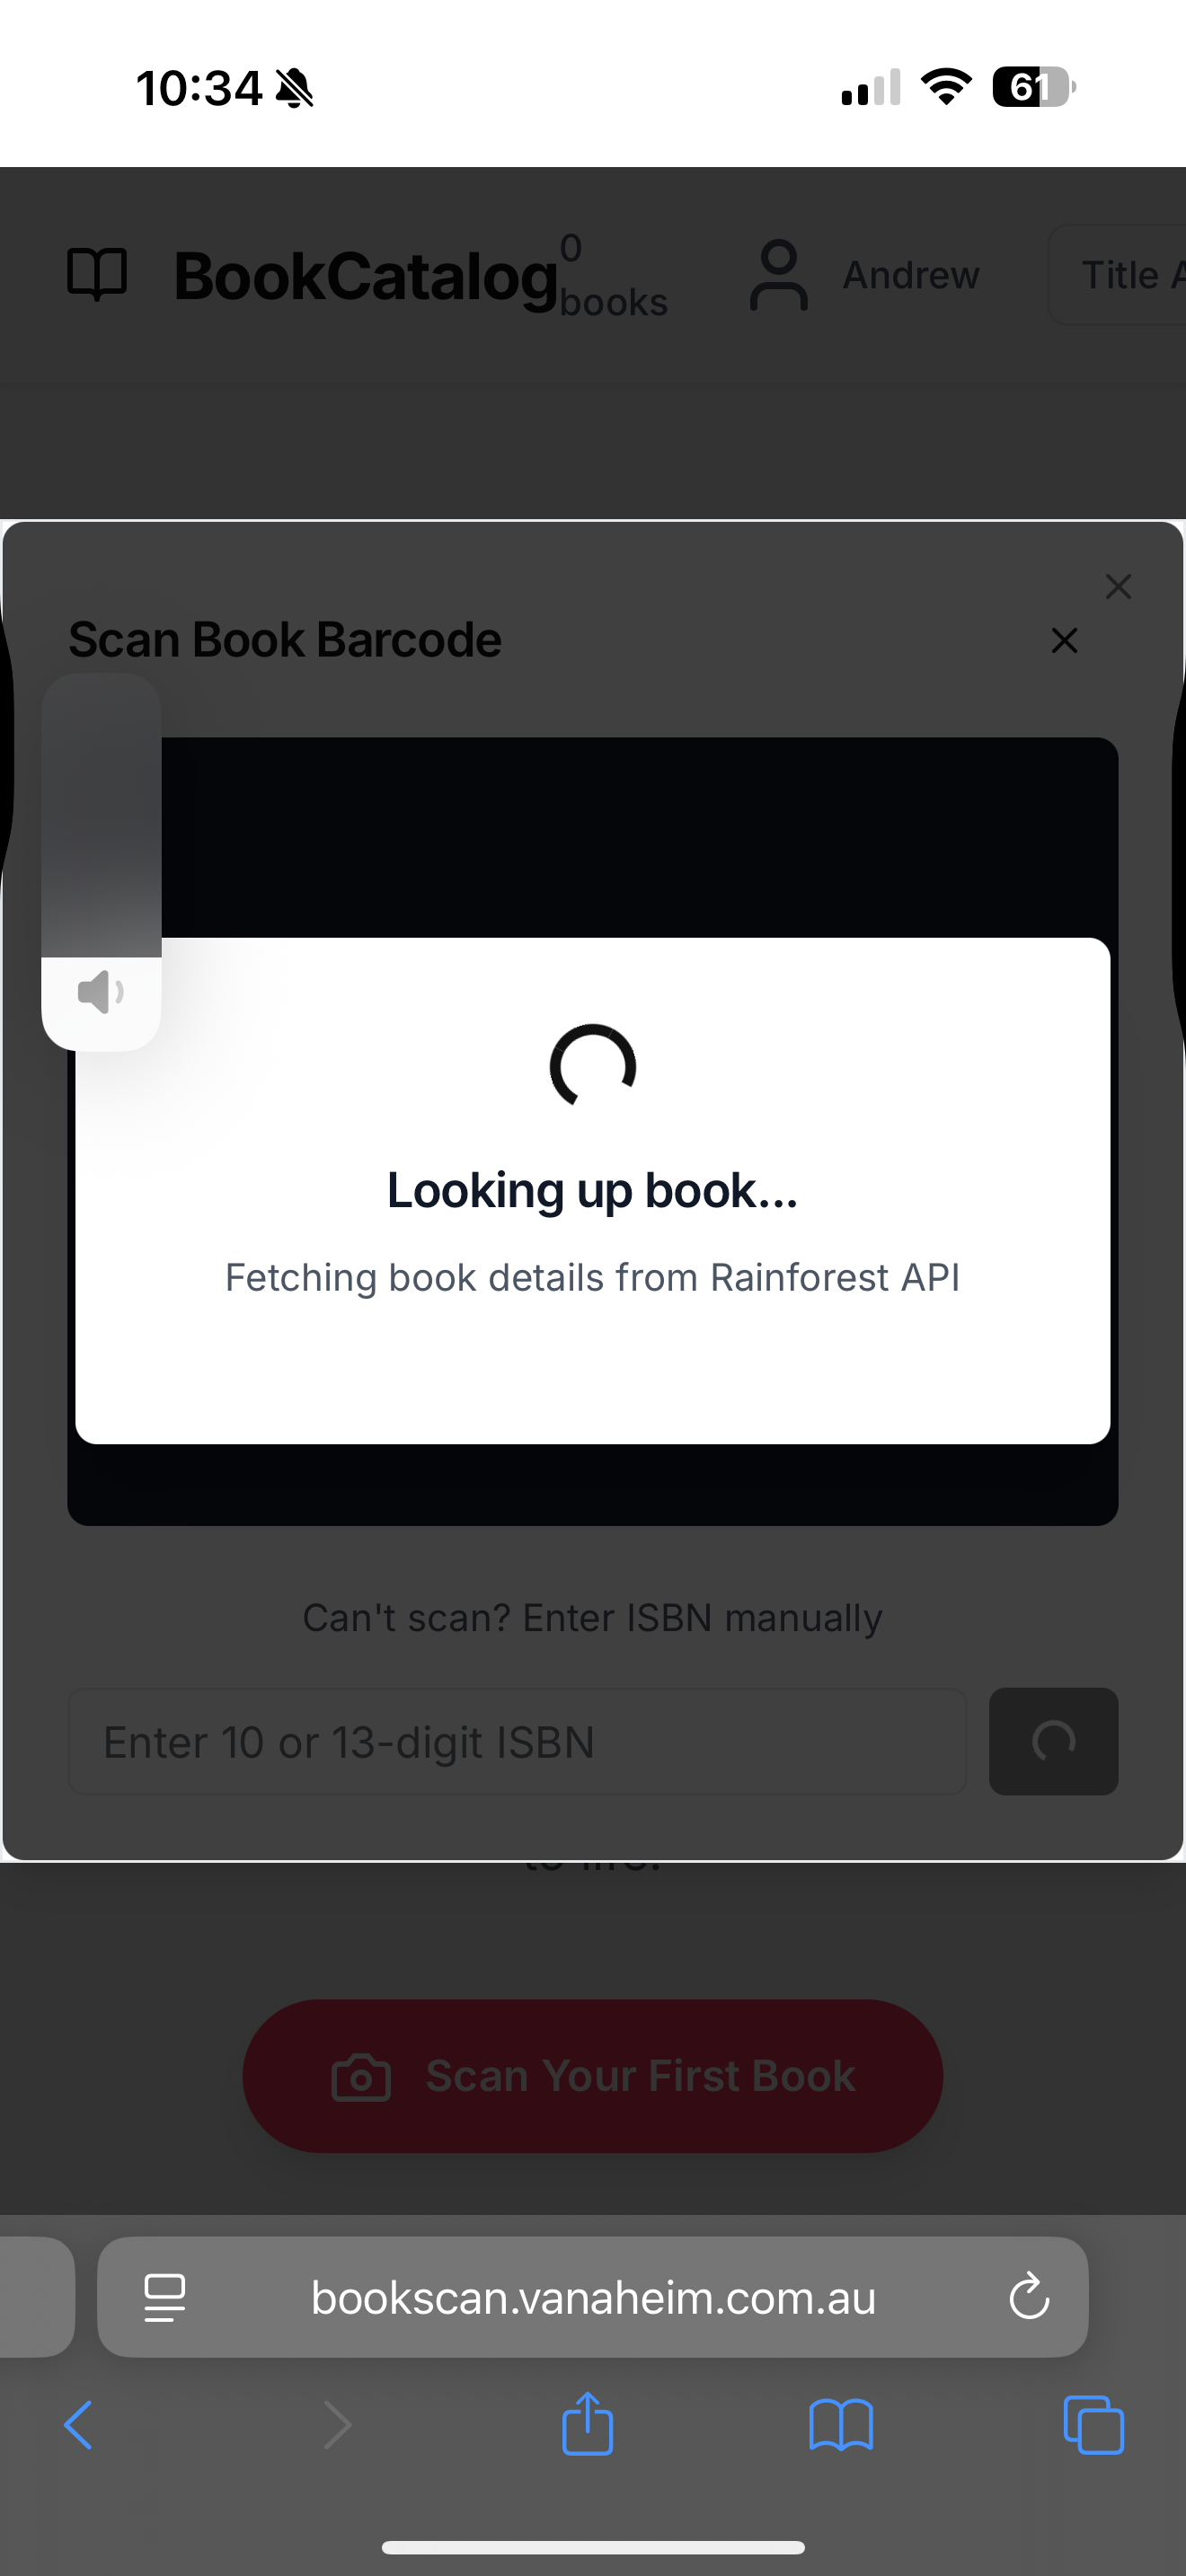 10:34
61
BookCatalog
0
books
Andrew
Title A
Scan Book Barcode
Looking up book...
Fetching book details from Rainforest API
Can't scan? Enter ISBN manually
Enter 10 or 13-digit ISBN
Scan Your First Book
bookscan.vanaheim.com.au